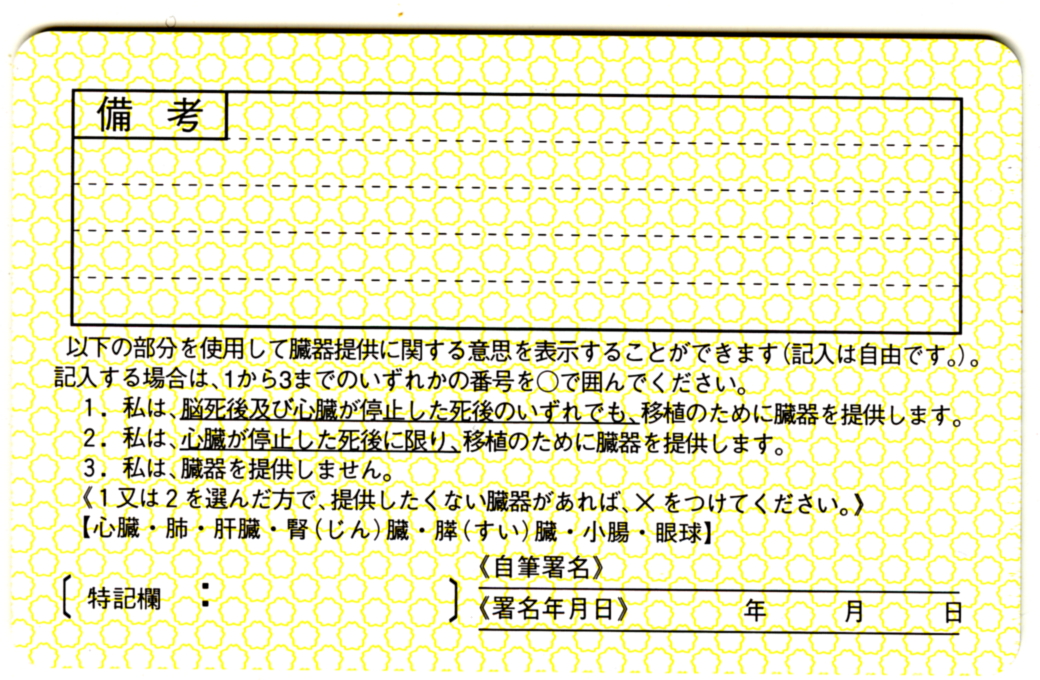 備考
以下の部分を使用して臓器提供に関する意思を表示することができます(記入は自由です。)。
記入する場合は、1から3までのいずれかの番号を○で囲んでください。
1. 私は、脳死後及び心臓が停止した死後のいずれでも、移植のために臓器を提供します。
2. 私は、心臓が停止した死後に限り、移植のために臓器を提供します。
3. 私は、臓器を提供しません。
《1又は2を選んだ方で、提供したくない臓器があれば、×をつけてください。》
【心臓・肺・肝臓・腎(じん)臓・膵(すい)臓・小腸・眼球】
〔特記欄：〕
《自筆署名》
《署名年月日》 年 月 日